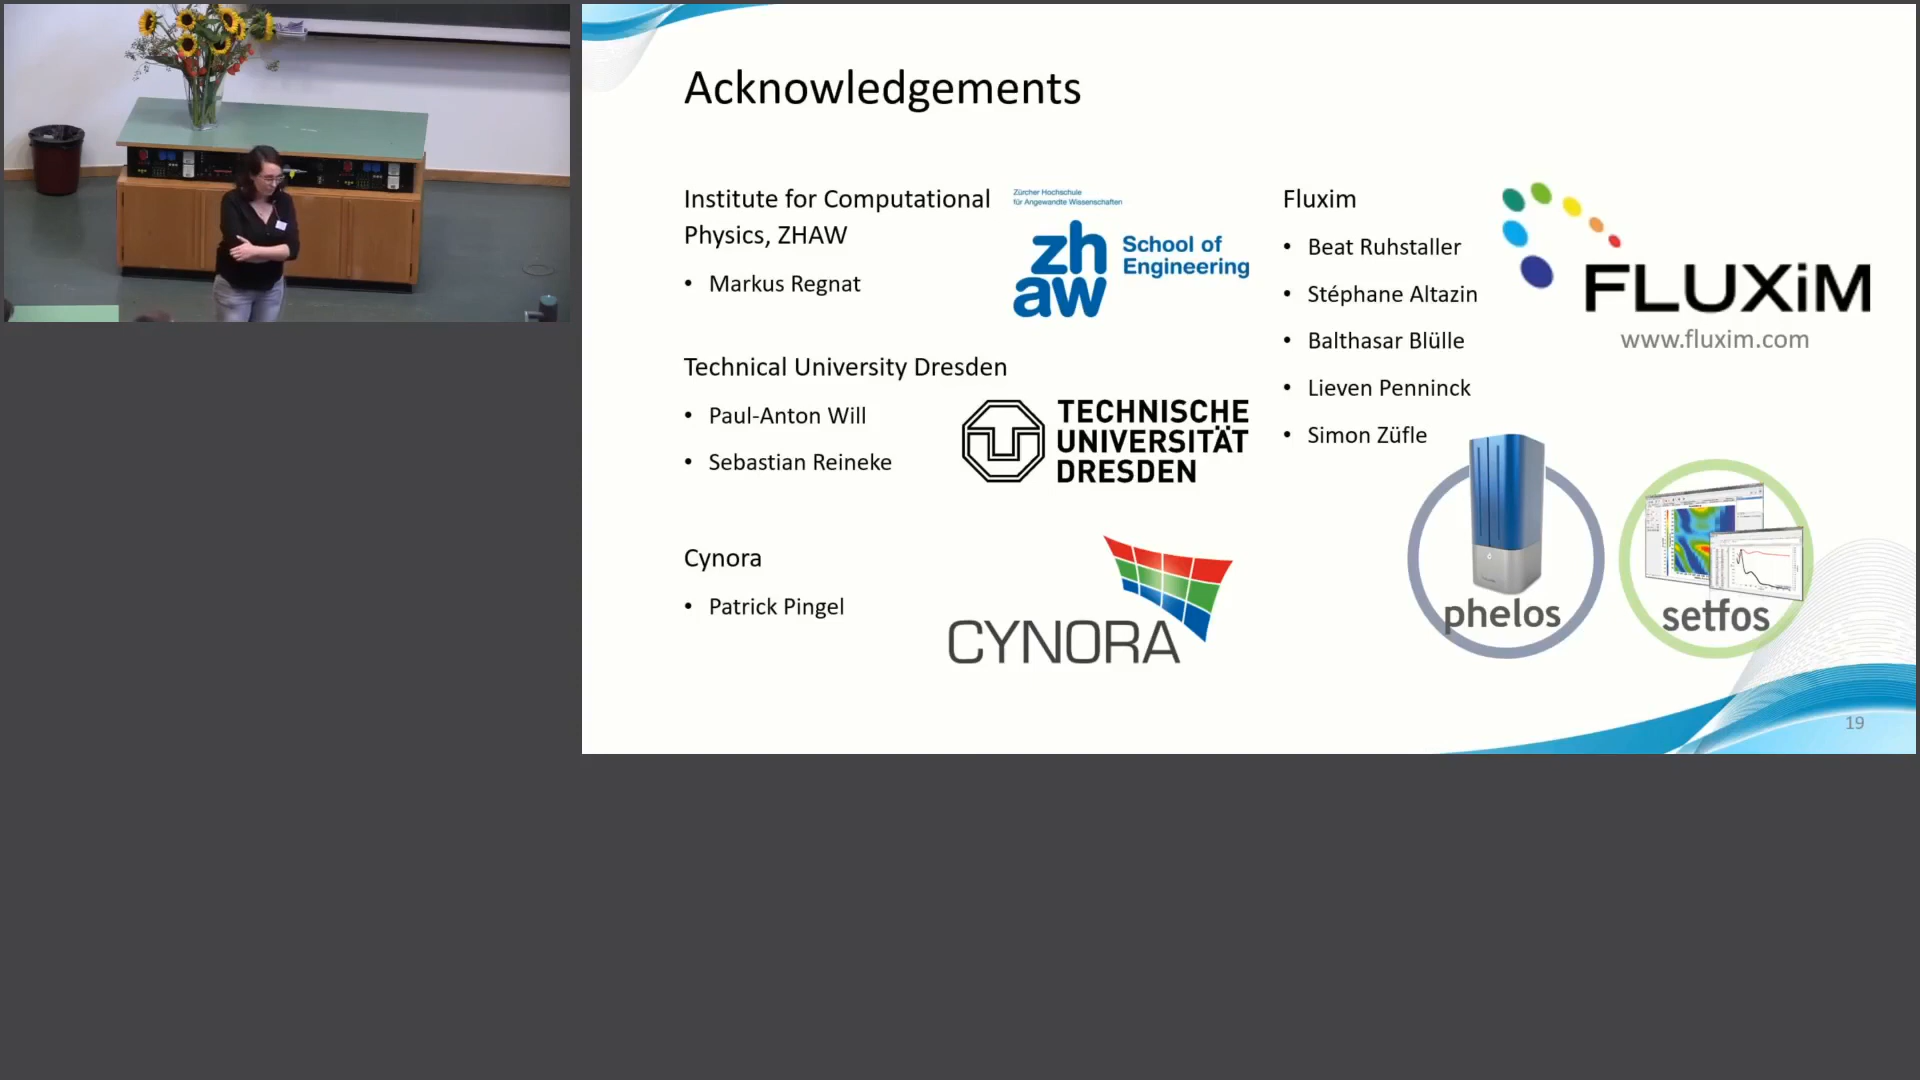 Acknowledgements
Institute for Computational
Physics, ZHAW
• Markus Regnat
Zürcher Hochschule
für Angewandte Wissenschaften
zh
aw
School of
Engineering
Technical University Dresden
• Paul-Anton Will
• Sebastian Reineke
TECHNISCHE
UNIVERSITÄT
DRESDEN
Cynora
• Patrick Pingel
CYNORA
Fluxim
• Beat Ruhstaller
• Stéphane Altazin
• Balthasar Blülle
• Lieven Penninck
• Simon Züfle
FLUXiM
www.fluxim.com
phelos
setfos
19